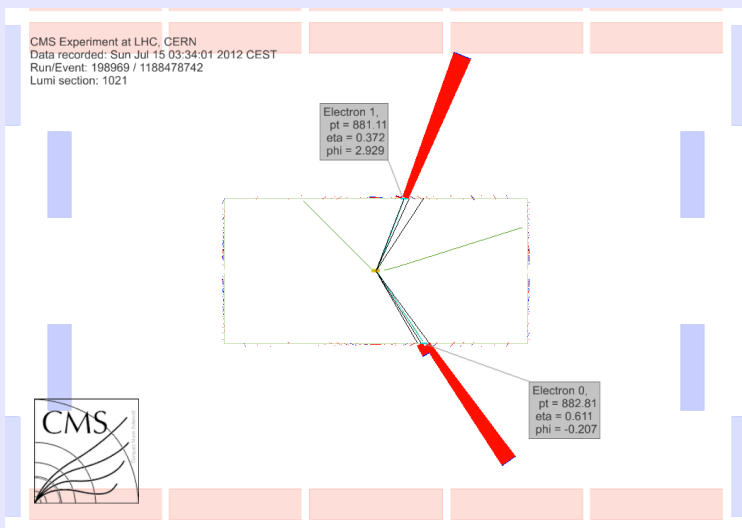 CMS Experiment at LHC, CERN
Data recorded: Sun Jul 15 03:34:01 2012 CEST
Run/Event: 198969 / 1188478742
Lumi section: 1021
Electron 1,
pt = 881.11
eta = 0.372
phi = 2.929
Electron 0,
pt = 882.81
eta = 0.611
phi = -0.207
CMS